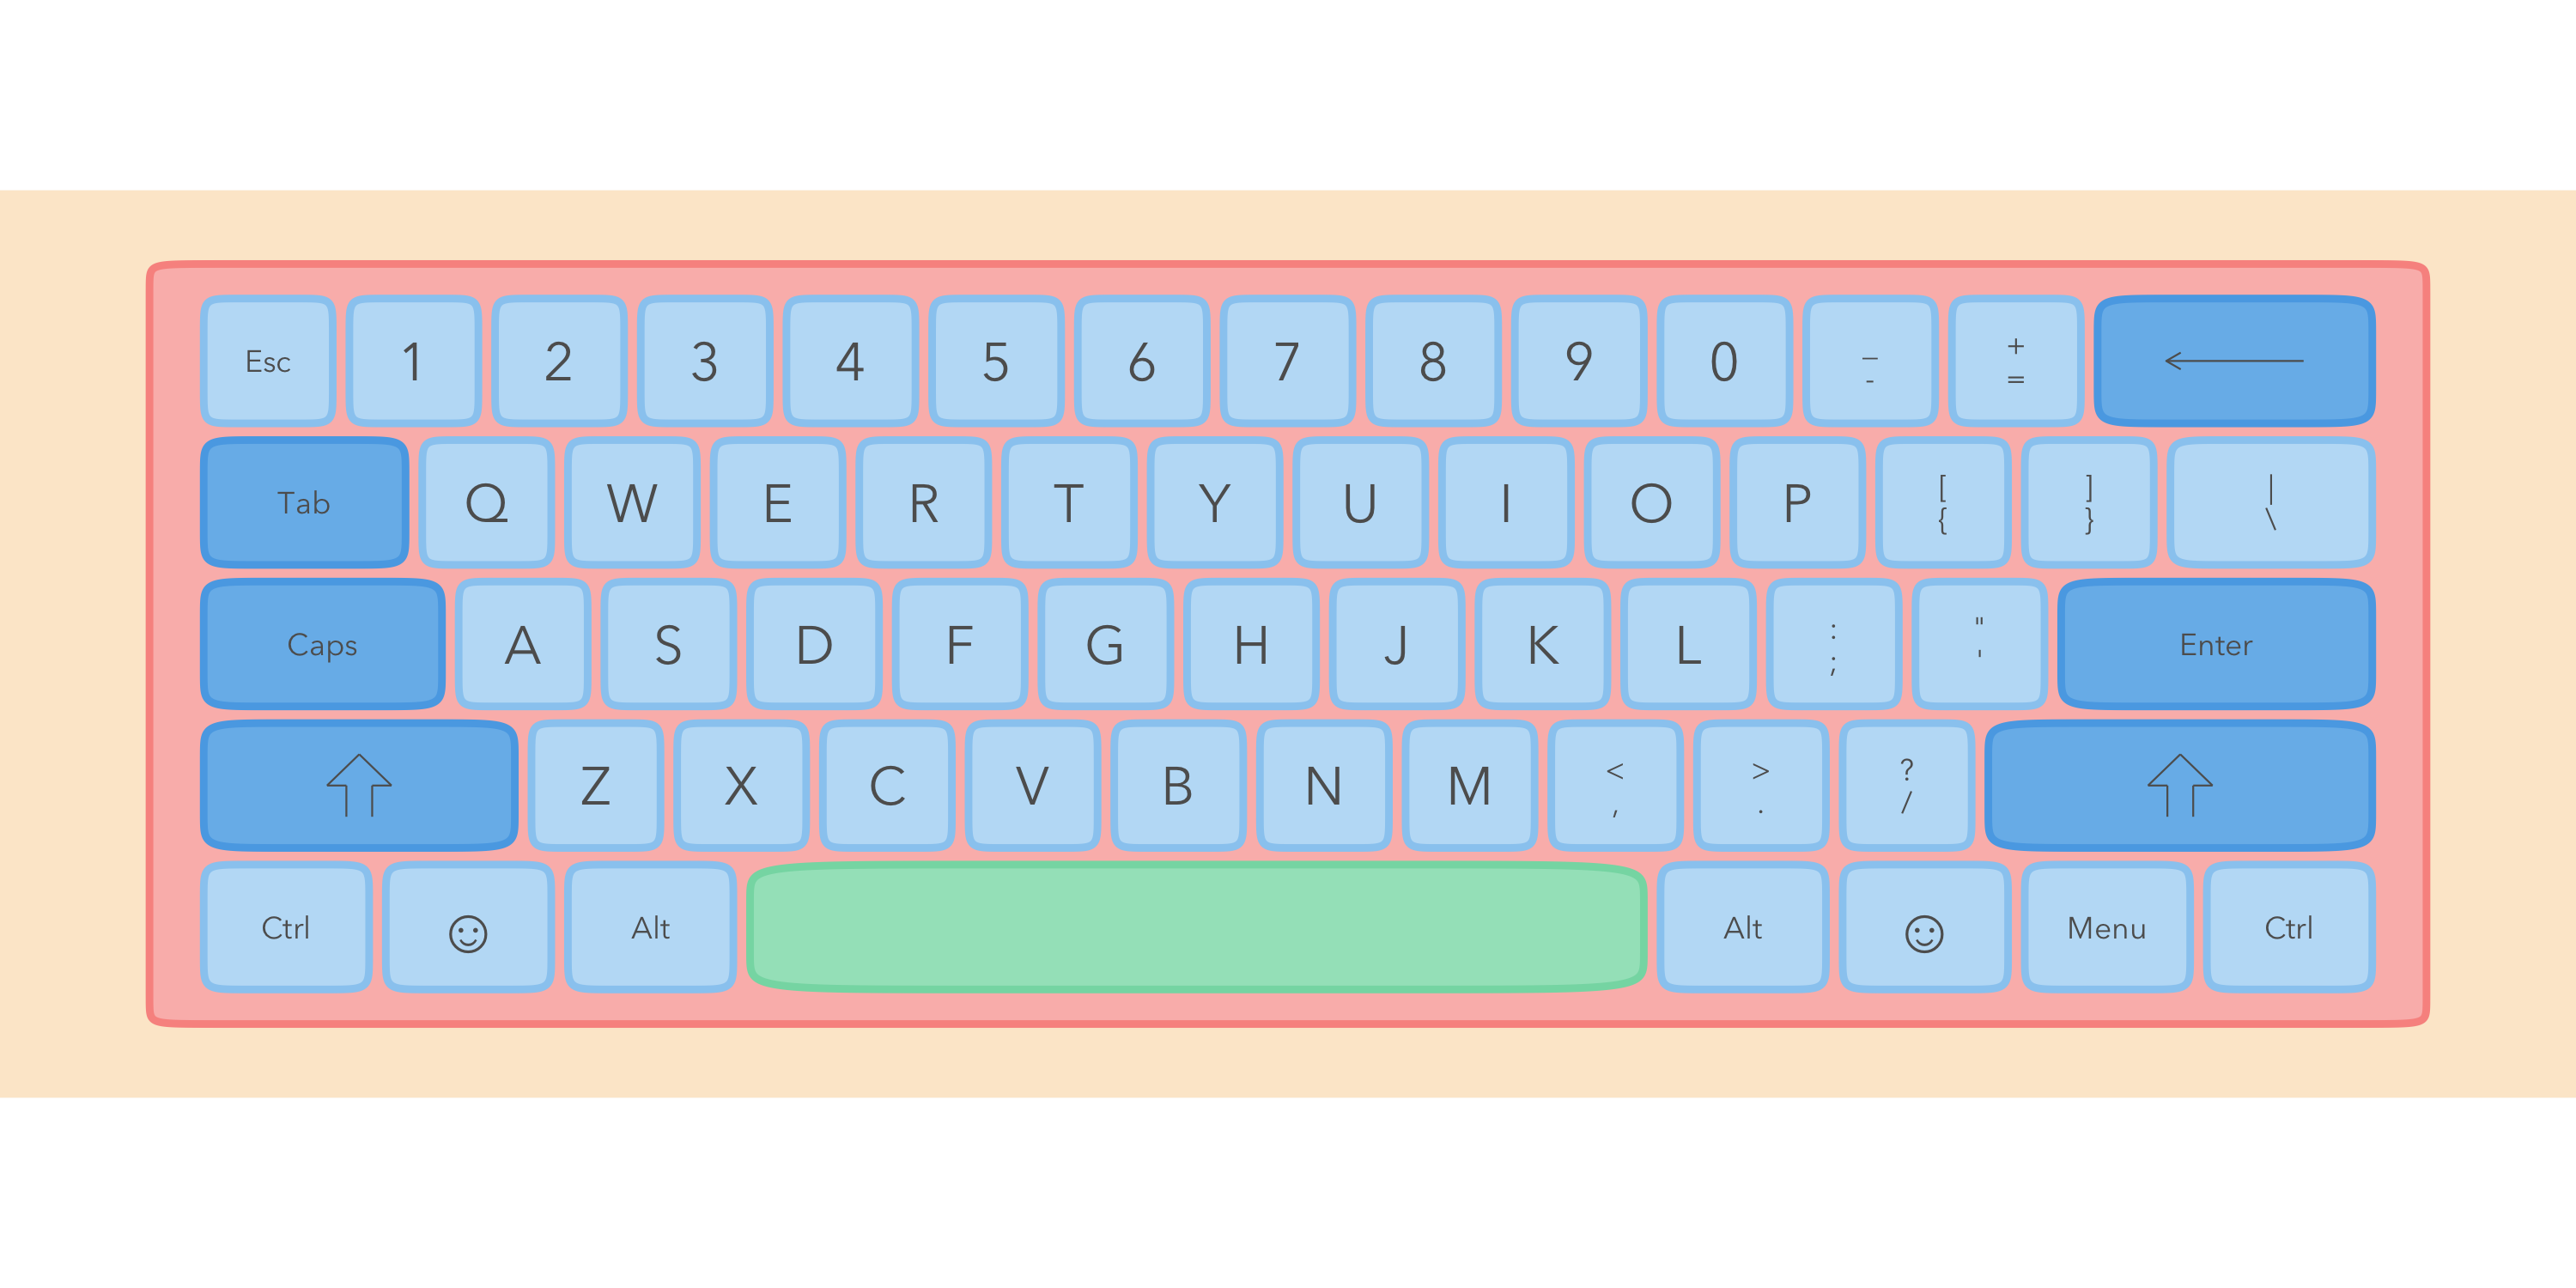 Esc 1 2 3 4 5 6 7 8 9 0 _ - + = ←
Tab Q W E R T Y U I O P [ { ] } | \
Caps A S D F G H J K L : ; " ' Enter
⇧ Z X C V B N M < , > . ? / ⇧
Ctrl ☺ Alt Alt ☺ Menu Ctrl